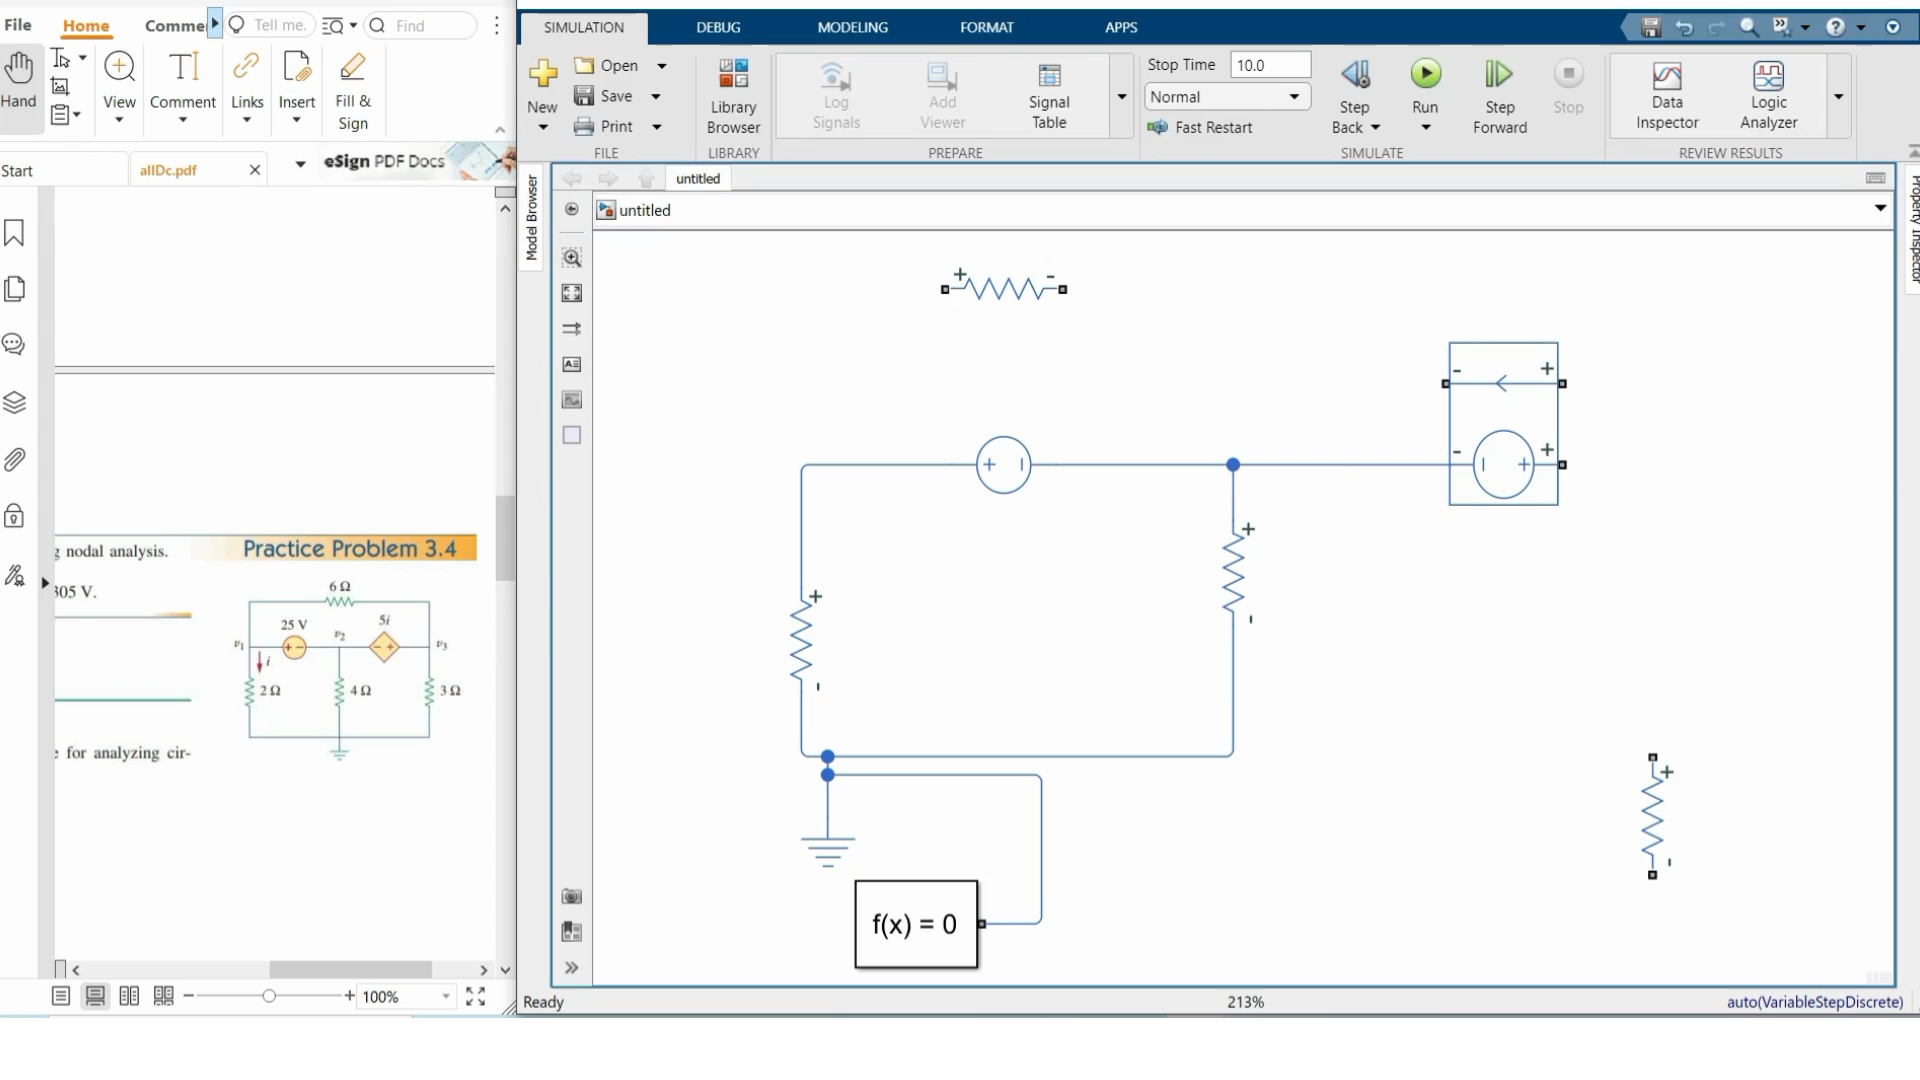 File
Home
Comme
Tell me.
Find
Hand
View
Comment
Links
Insert
Fill &
Sign
Start
allDc.pdf
eSign PDF Docs
g nodal analysis.
Practice Problem 3.4
305 V.
6 Ω
25 V
5i
v1
v2
v3
i
2 Ω
4 Ω
3 Ω
+ −
− +
e for analyzing cir-
100%
SIMULATION
DEBUG
MODELING
FORMAT
APPS
New
Open
Save
Print
FILE
Library
Browser
LIBRARY
Log
Signals
Add
Viewer
Signal
Table
PREPARE
Stop Time
10.0
Normal
Fast Restart
Step
Back
Run
Step
Forward
Stop
SIMULATE
Data
Inspector
Logic
Analyzer
REVIEW RESULTS
Model Browser
Property Inspector
untitled
untitled
+ -
- +
- +
+ -
+ -
+ -
+ -
f(x) = 0
Ready
213%
auto(VariableStepDiscrete)